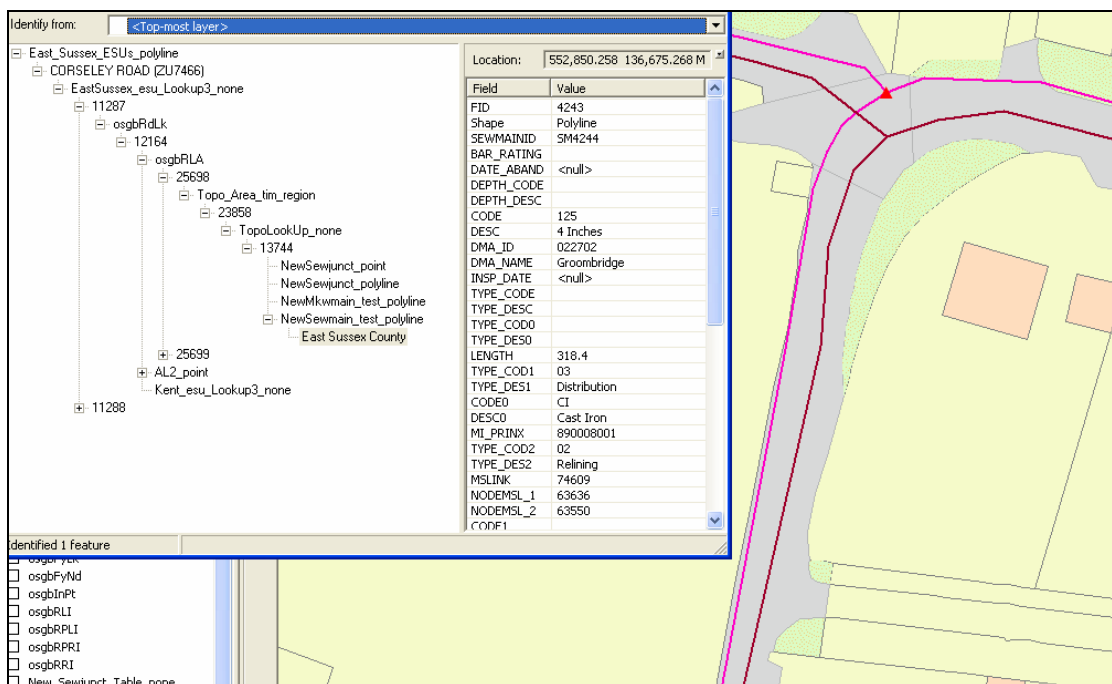 Identify from: <Top-most layer>
East_Sussex_ESUs_polyline
CORSELEY ROAD (ZU7466)
EastSussex_esu_Lookup3_none
11287
osgbRdLk
12164
osgbRLA
25698
Topo_Area_tim_region
23858
TopoLookUp_none
13744
NewSewjunct_point
NewSewjunct_polyline
NewMkwmain_test_polyline
NewSewmain_test_polyline
East Sussex County
25699
AL2_point
Kent_esu_Lookup3_none
11288
Location: 552,850.258 136,675.268 M
Field Value
FID 4243
Shape Polyline
SEWMAINID SM4244
BAR_RATING
DATE_ABAND <null>
DEPTH_CODE
DEPTH_DESC
CODE 125
DESC 4 Inches
DMA_ID 022702
DMA_NAME Groombridge
INSP_DATE <null>
TYPE_CODE
TYPE_DESC
TYPE_COD0
TYPE_DES0
LENGTH 318.4
TYPE_COD1 03
TYPE_DES1 Distribution
CODE0 CI
DESC0 Cast Iron
MI_PRINX 890008001
TYPE_COD2 02
TYPE_DES2 Relining
MSLINK 74609
NODEMSL_1 63636
NODEMSL_2 63550
CODE1
Identified 1 feature
osgbFyLk
osgbFyNd
osgbInPt
osgbRLI
osgbRPLI
osgbRPRI
osgbRRI
New_Sewjunct_Table_none